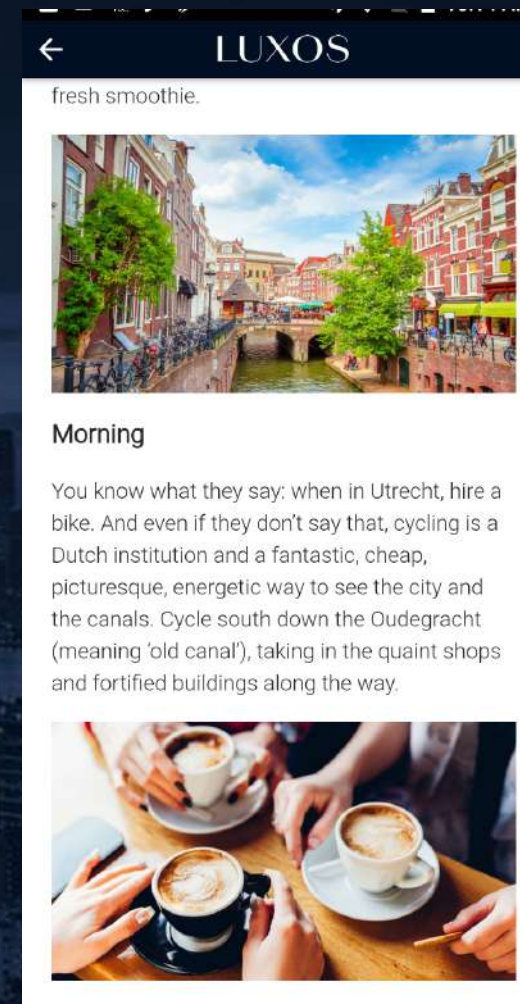 LUXOS
fresh smoothie.
Morning
You know what they say: when in Utrecht, hire a
bike. And even if they don’t say that, cycling is a
Dutch institution and a fantastic, cheap,
picturesque, energetic way to see the city and
the canals. Cycle south down the Oudegracht
(meaning ‘old canal’), taking in the quaint shops
and fortified buildings along the way.